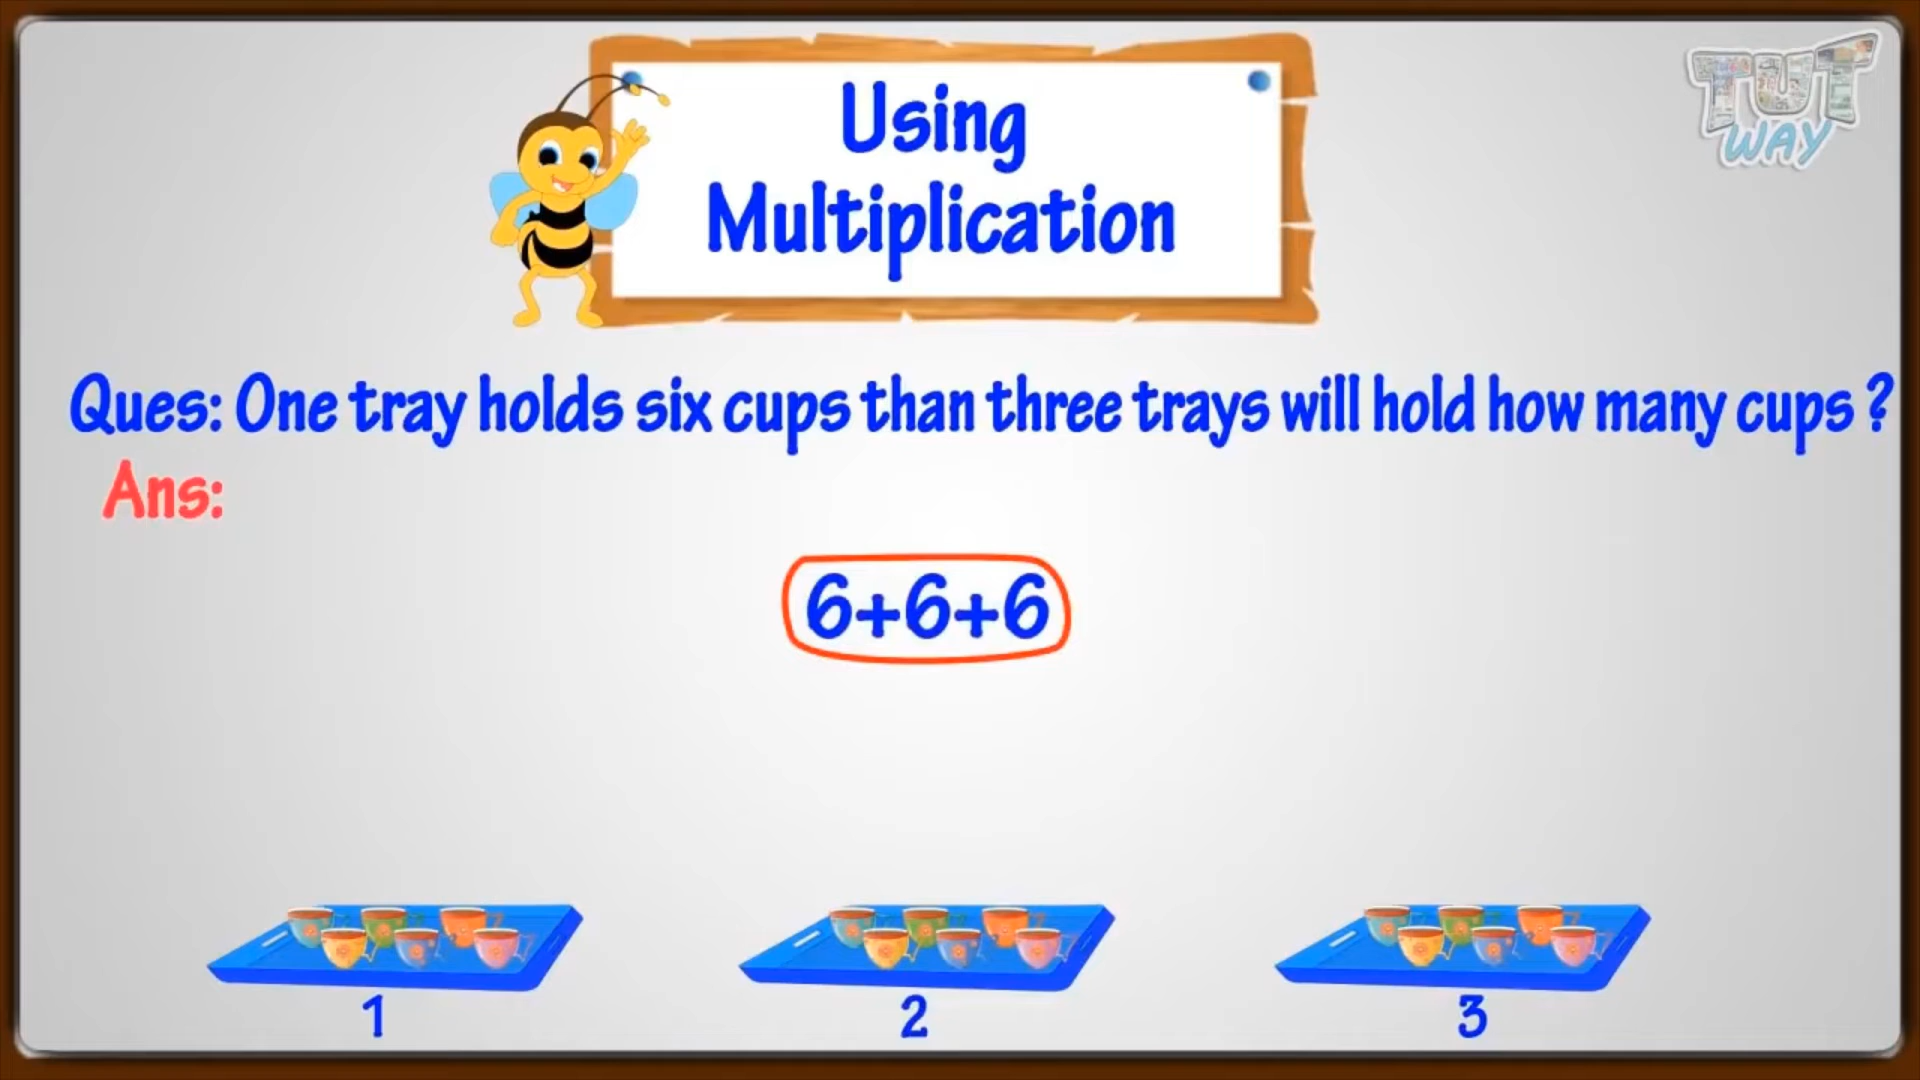 TUT
WAY
Using
Multiplication
Ques: One tray holds six cups than three trays will hold how many cups ?
Ans:
6+6+6
1
2
3